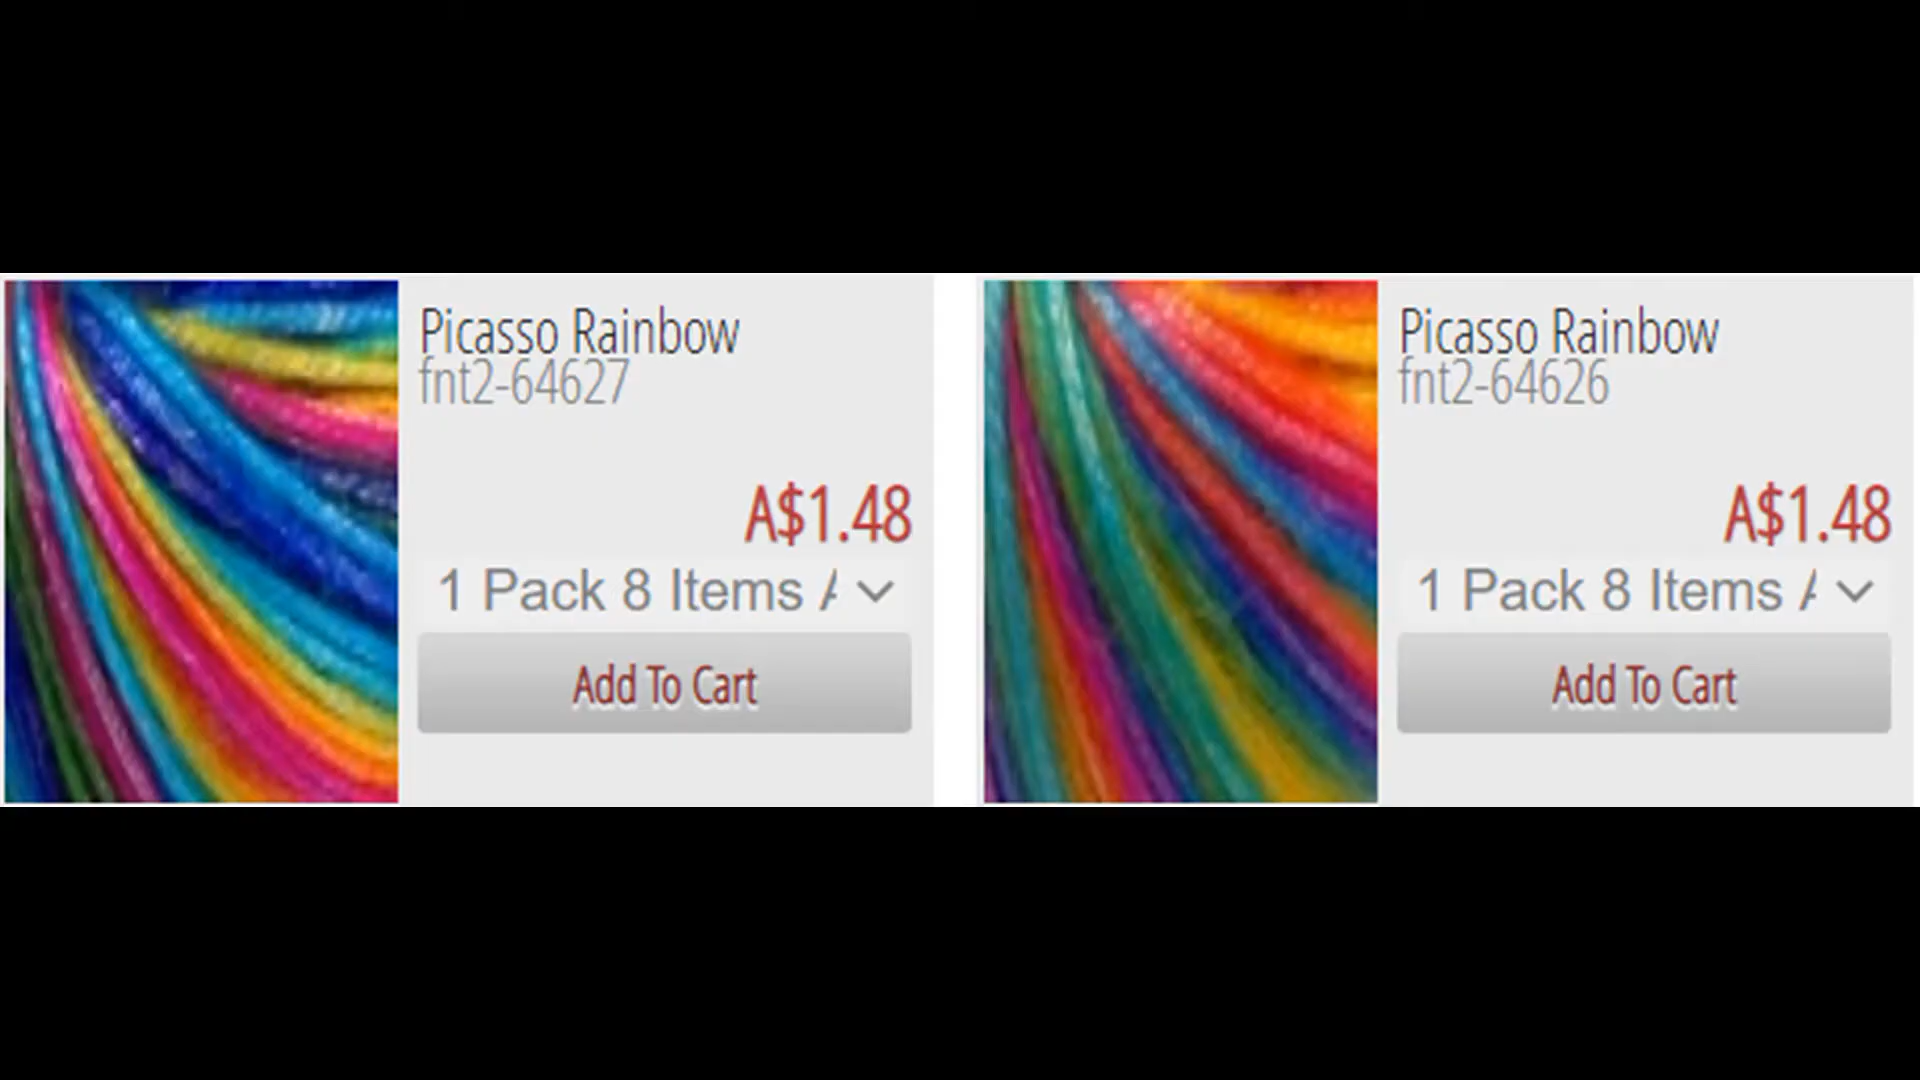 Picasso Rainbow
fnt2-64627
A$1.48
1 Pack 8 Items
Add To Cart
Picasso Rainbow
fnt2-64626
A$1.48
1 Pack 8 Items
Add To Cart